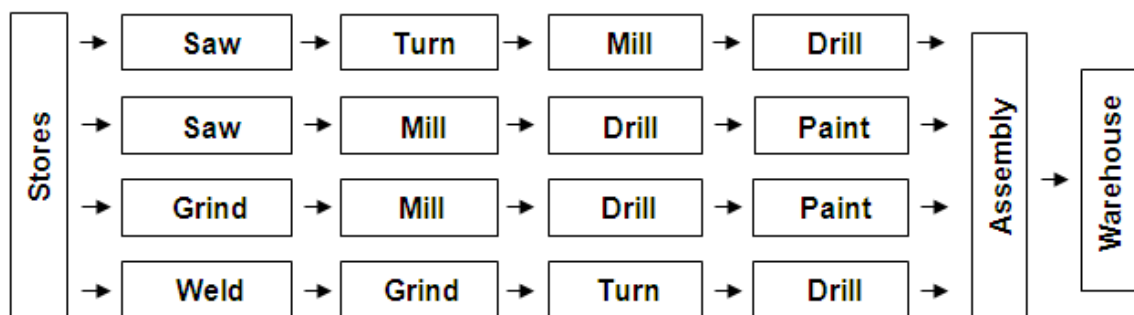 Stores
Saw Turn Mill Drill
Saw Mill Drill Paint
Grind Mill Drill Paint
Weld Grind Turn Drill
Assembly
Warehouse